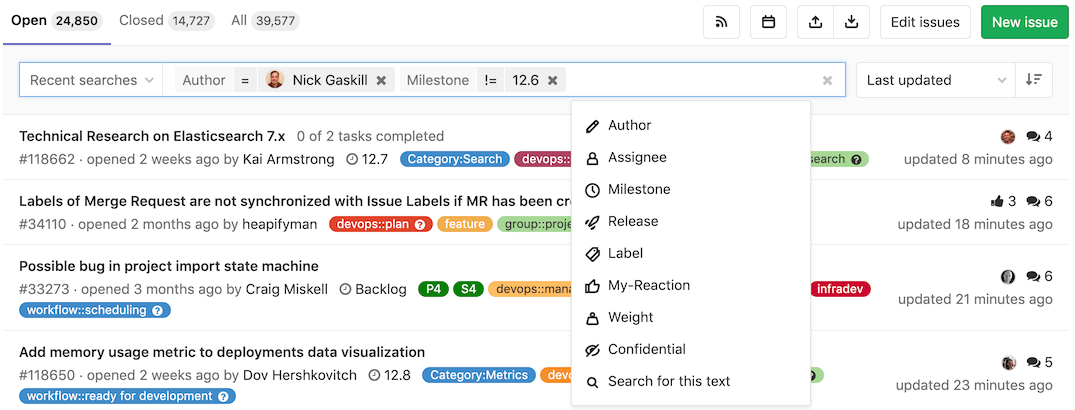 Open 24,850 Closed 14,727 All 39,577 Edit issues New issue
Recent searches Author = Nick Gaskill Milestone != 12.6 Last updated
Author
Assignee
Milestone
Release
Label
My-Reaction
Weight
Confidential
Search for this text
Technical Research on Elasticsearch 7.x 0 of 2 tasks completed 4
#118662 · opened 2 weeks ago by Kai Armstrong 12.7 Category:Search devops:: search updated 8 minutes ago
Labels of Merge Request are not synchronized with Issue Labels if MR has been 3 6
#34110 · opened 2 months ago by heapifyman devops::plan feature group::proje updated 18 minutes ago
Possible bug in project import state machine 6
#33273 · opened 3 months ago by Craig Miskell Backlog P4 S4 devops::mana infradev updated 21 minutes ago
workflow::scheduling
Add memory usage metric to deployments data visualization 5
#118650 · opened 2 weeks ago by Dov Hershkovitch 12.8 Category:Metrics devo updated 23 minutes ago
workflow::ready for development